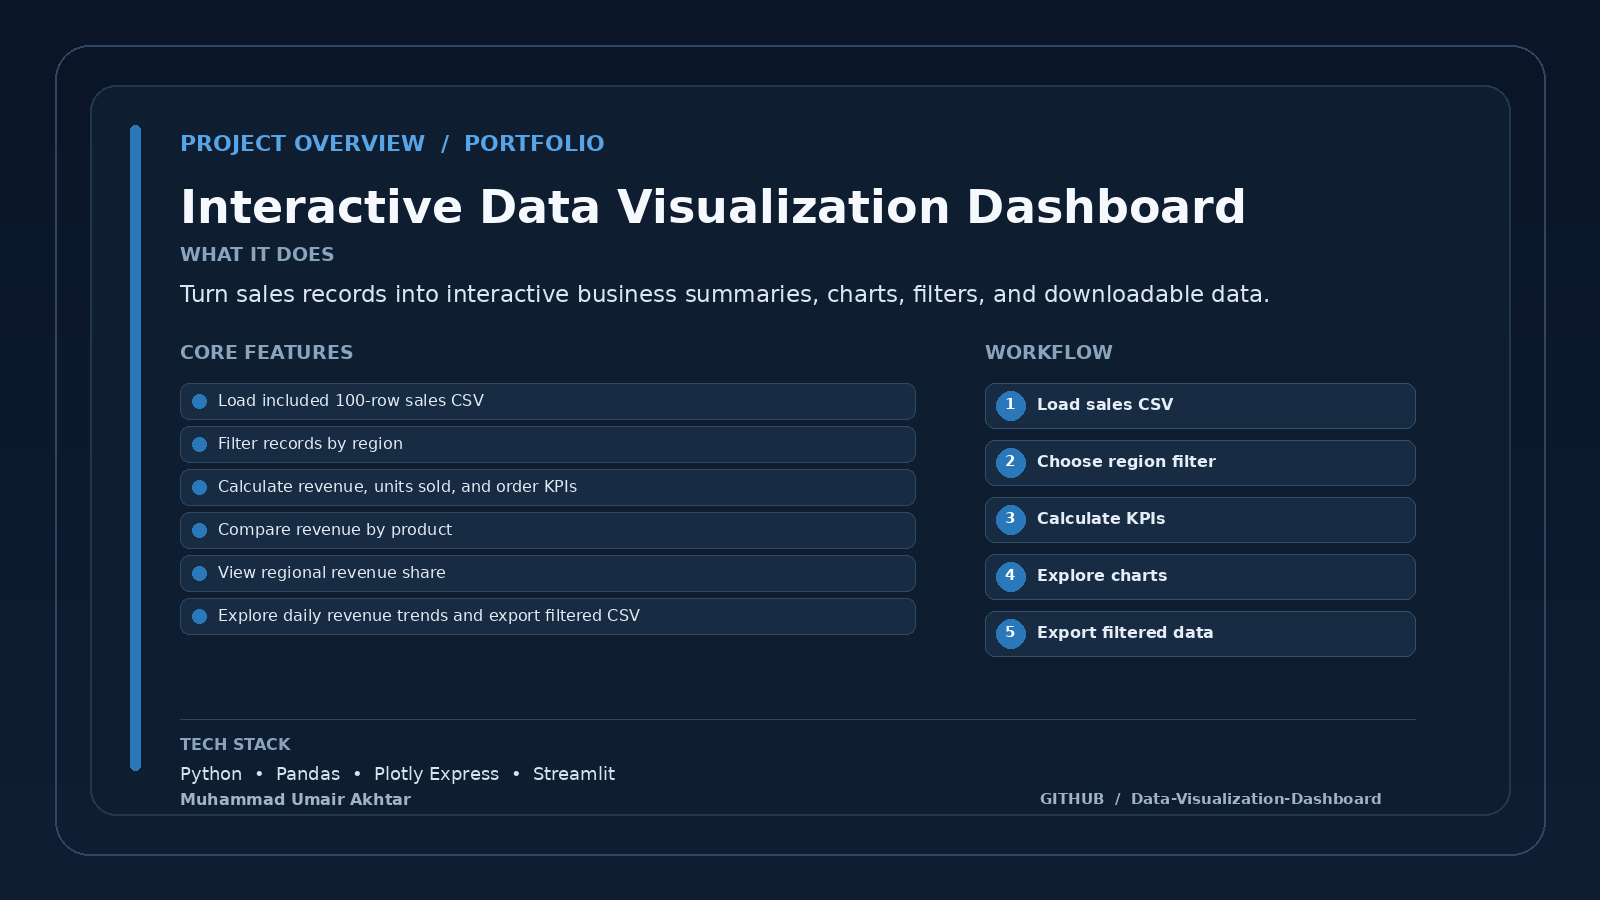 PROJECT OVERVIEW / PORTFOLIO
Interactive Data Visualization Dashboard
WHAT IT DOES
Turn sales records into interactive business summaries, charts, filters, and downloadable data.
CORE FEATURES
Load included 100-row sales CSV
Filter records by region
Calculate revenue, units sold, and order KPIs
Compare revenue by product
View regional revenue share
Explore daily revenue trends and export filtered CSV
WORKFLOW
1 Load sales CSV
2 Choose region filter
3 Calculate KPIs
4 Explore charts
5 Export filtered data
TECH STACK
Python • Pandas • Plotly Express • Streamlit
Muhammad Umair Akhtar
GITHUB / Data-Visualization-Dashboard